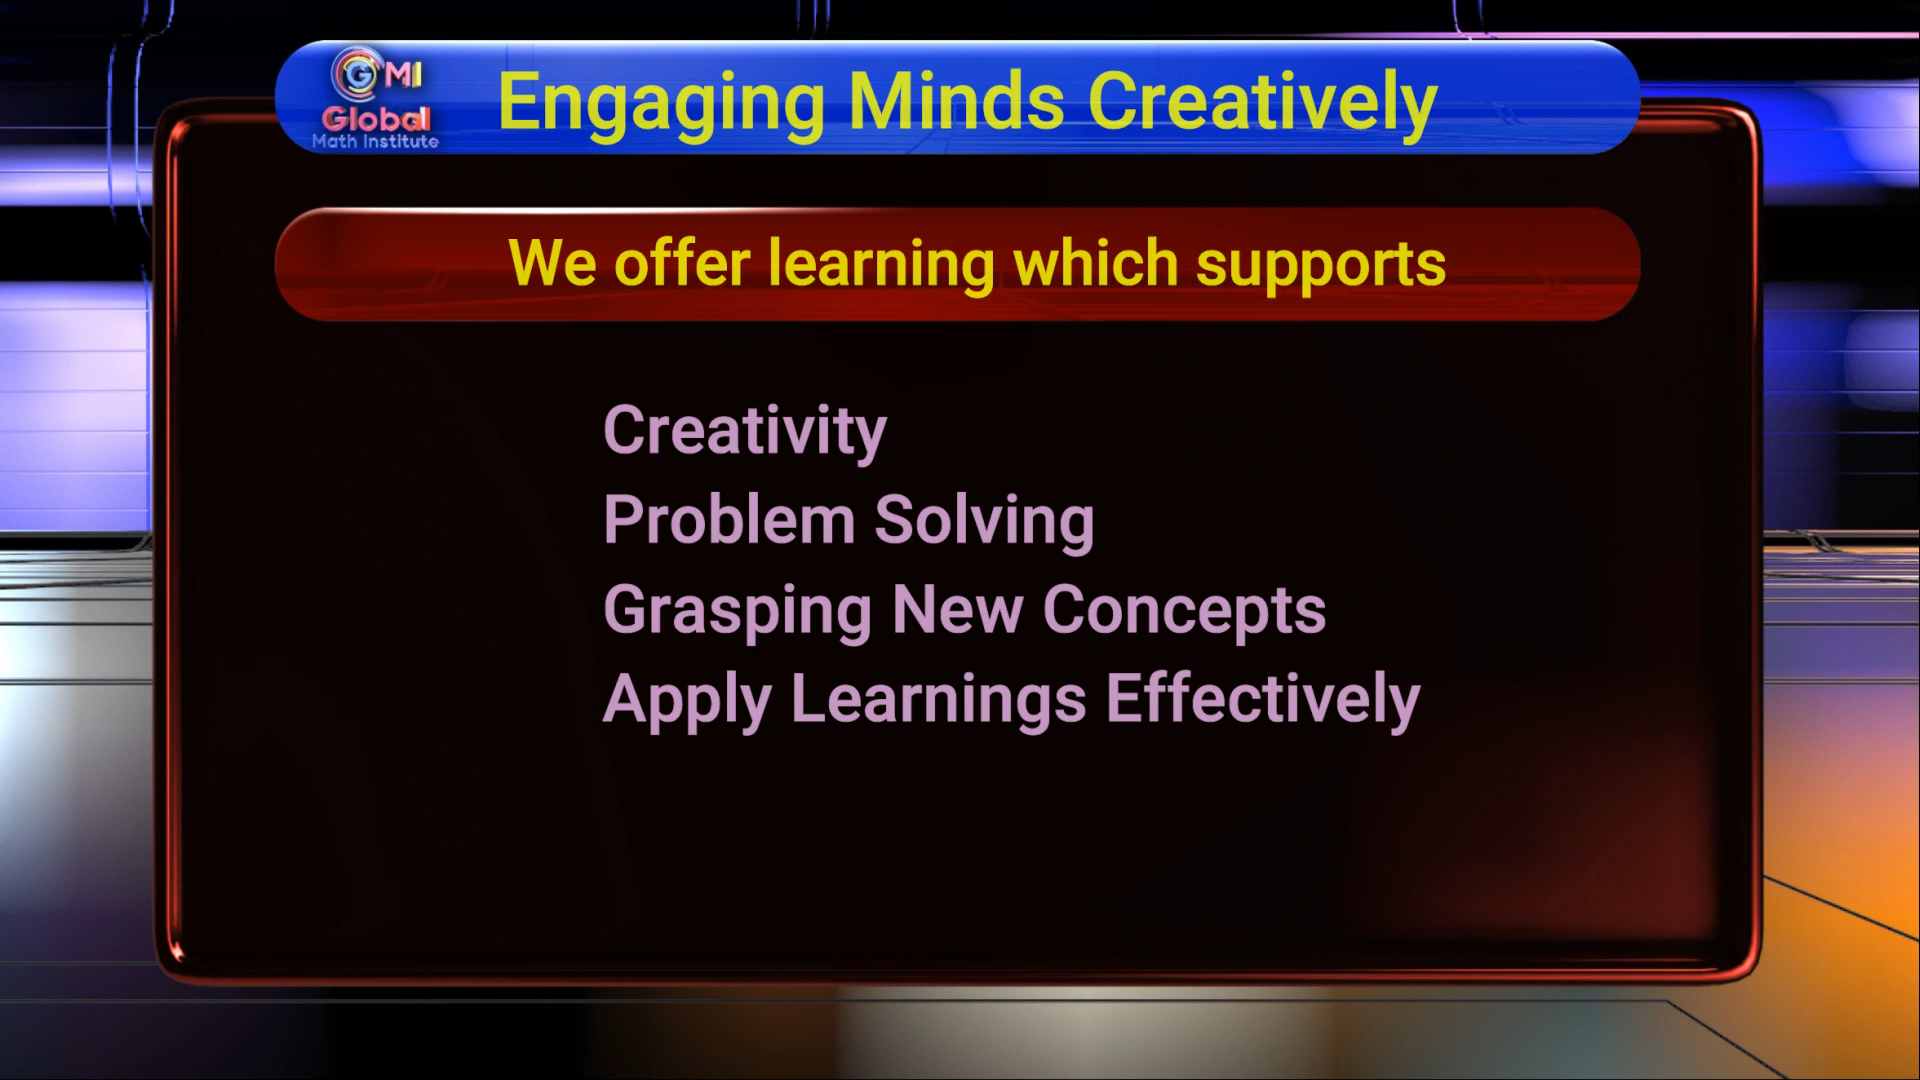 GMI
Global
Math Institute
Engaging Minds Creatively
We offer learning which supports
Creativity
Problem Solving
Grasping New Concepts
Apply Learnings Effectively